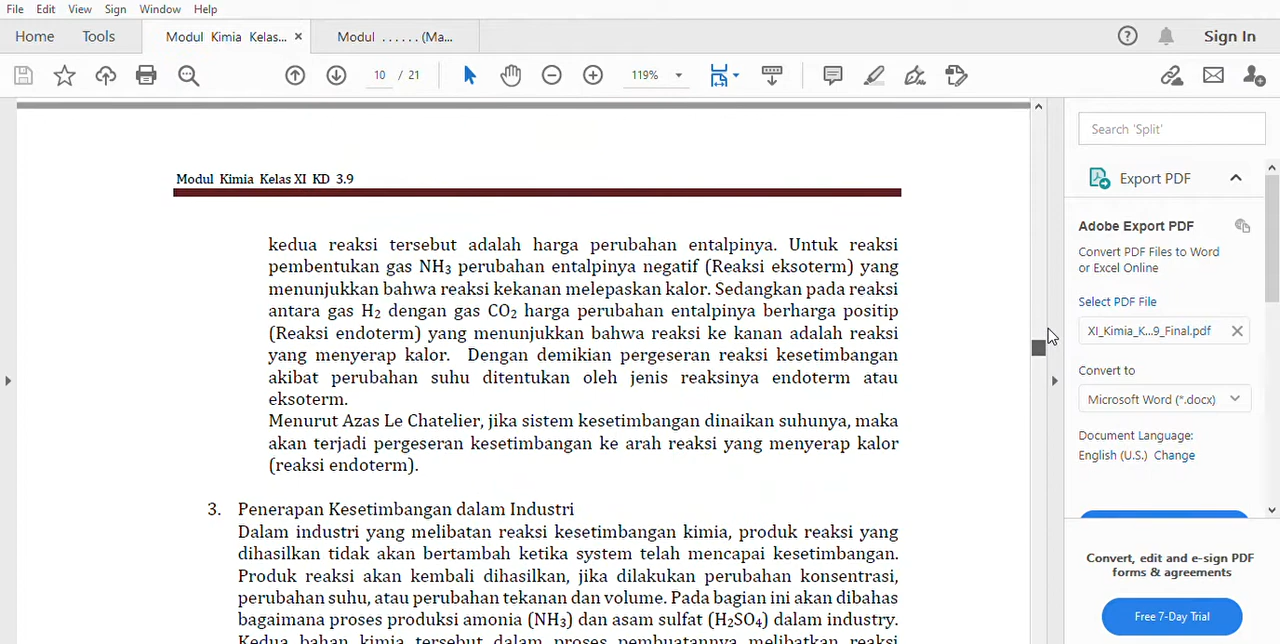 File Edit View Sign Window Help
Home Tools Modul Kimia Kelas... × Modul ......(Ma... Sign In
10 / 21 119%
Search 'Split'
Export PDF
Adobe Export PDF
Convert PDF Files to Word
or Excel Online
Select PDF File
XI_Kimia_K...9_Final.pdf
Convert to
Microsoft Word (*.docx)
Document Language:
English (U.S.) Change
Convert, edit and e-sign PDF
forms & agreements
Free 7-Day Trial
Modul Kimia Kelas XI KD 3.9
kedua reaksi tersebut adalah harga perubahan entalpinya. Untuk reaksi
pembentukan gas NH₃ perubahan entalpinya negatif (Reaksi eksoterm) yang
menunjukkan bahwa reaksi kekanan melepaskan kalor. Sedangkan pada reaksi
antara gas H₂ dengan gas CO₂ harga perubahan entalpinya berharga positip
(Reaksi endoterm) yang menunjukkan bahwa reaksi ke kanan adalah reaksi
yang menyerap kalor. Dengan demikian pergeseran reaksi kesetimbangan
akibat perubahan suhu ditentukan oleh jenis reaksinya endoterm atau
eksoterm.
Menurut Azas Le Chatelier, jika sistem kesetimbangan dinaikan suhunya, maka
akan terjadi pergeseran kesetimbangan ke arah reaksi yang menyerap kalor
(reaksi endoterm).
3. Penerapan Kesetimbangan dalam Industri
Dalam industri yang melibatan reaksi kesetimbangan kimia, produk reaksi yang
dihasilkan tidak akan bertambah ketika system telah mencapai kesetimbangan.
Produk reaksi akan kembali dihasilkan, jika dilakukan perubahan konsentrasi,
perubahan suhu, atau perubahan tekanan dan volume. Pada bagian ini akan dibahas
bagaimana proses produksi amonia (NH₃) dan asam sulfat (H₂SO₄) dalam industry.
Kedua bahan kimia tersebut dalam proses pembuatannya melibatkan reaksi